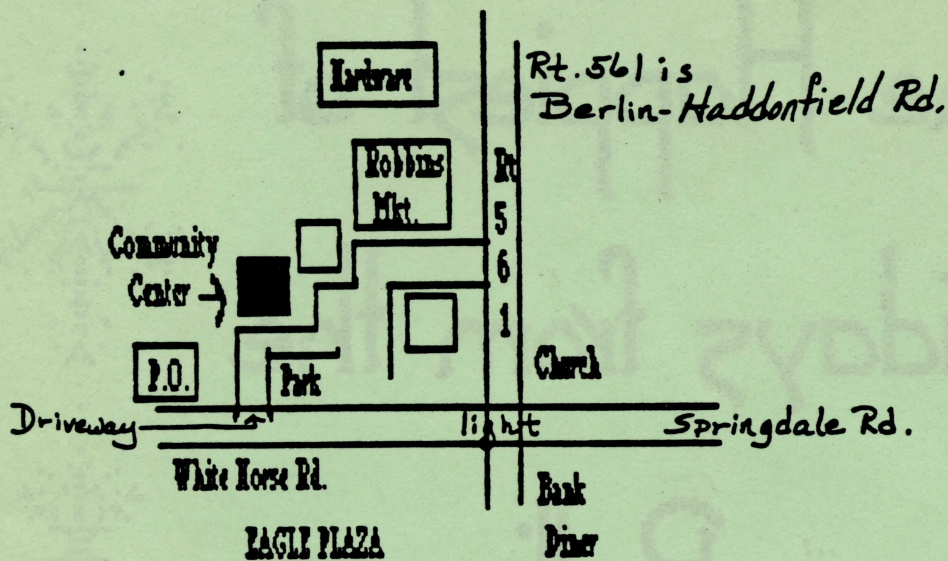 Rt. 561 is
Berlin-Haddonfield Rd.
Hardware
Robbins
Mkt.
Rt
5
6
1
Community
Center
P.O.
Park
Church
Driveway
light
Springdale Rd.
White Horse Rd.
Bank
EAGLE PLAZA
Diner